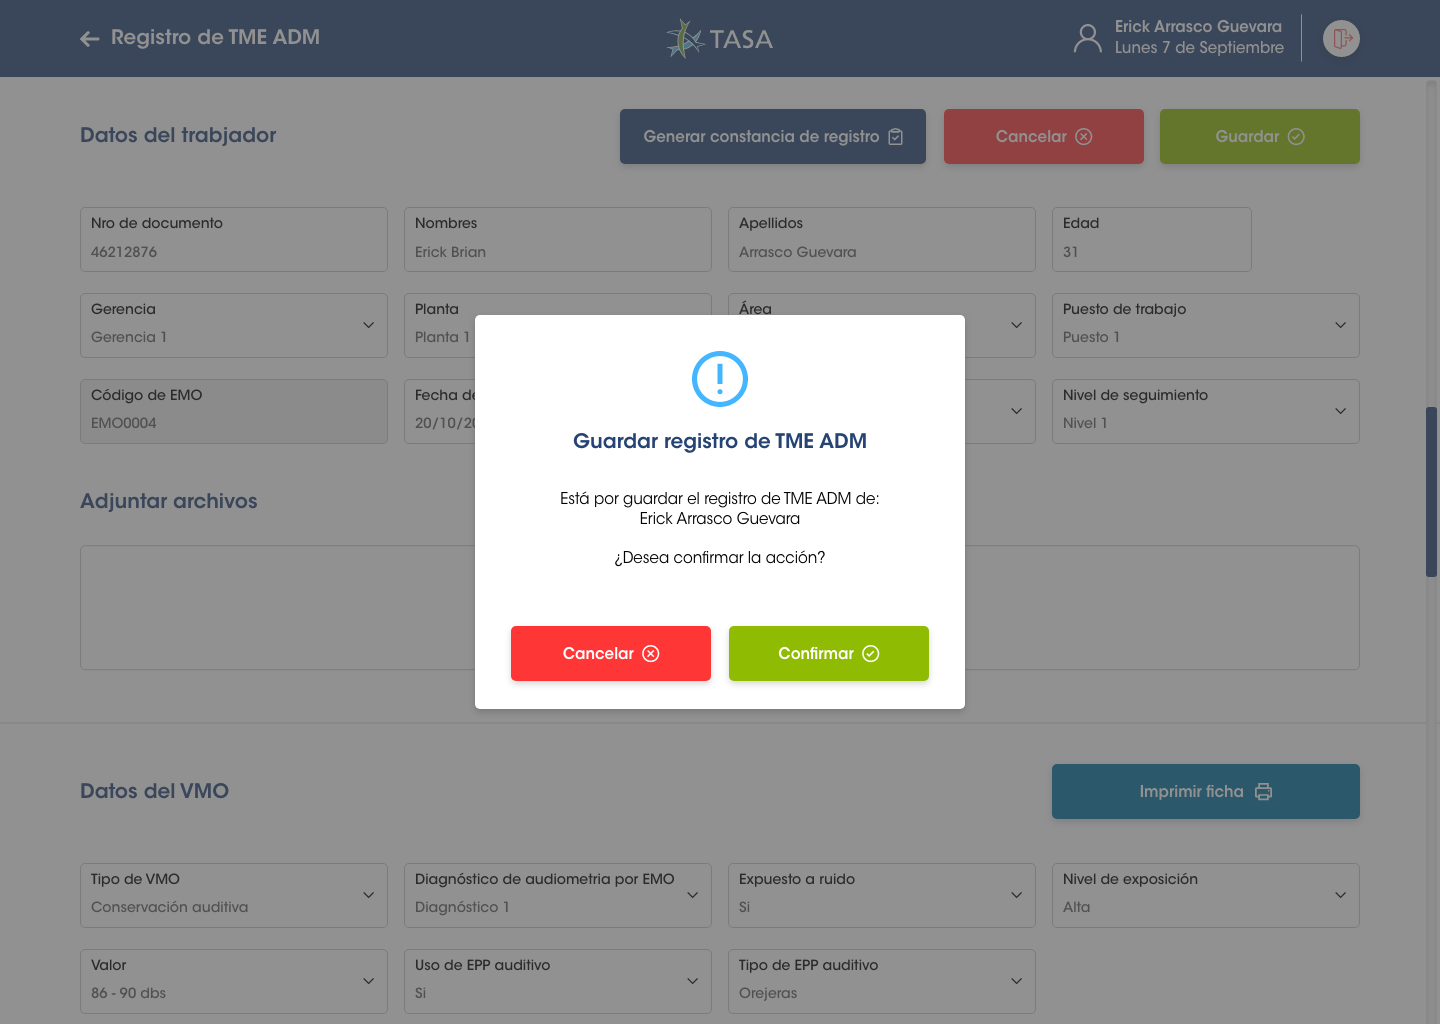 Registro de TME ADM
TASA
Erick Arrasco Guevara
Lunes 7 de Septiembre
Datos del trabjador
Generar constancia de registro
Cancelar
Guardar
Nro de documento
46212876
Nombres
Erick Brian
Apellidos
Arrasco Guevara
Edad
31
Gerencia
Gerencia 1
Planta
Planta 1
Área
Puesto de trabajo
Puesto 1
Código de EMO
EMO0004
Fecha de
20/10/20
Nivel de seguimiento
Nivel 1
Guardar registro de TME ADM
Está por guardar el registro de TME ADM de:
Erick Arrasco Guevara
¿Desea confirmar la acción?
Cancelar
Confirmar
Adjuntar archivos
Datos del VMO
Imprimir ficha
Tipo de VMO
Conservación auditiva
Diagnóstico de audiometria por EMO
Diagnóstico 1
Expuesto a ruido
Si
Nivel de exposición
Alta
Valor
86 - 90 dbs
Uso de EPP auditivo
Si
Tipo de EPP auditivo
Orejeras